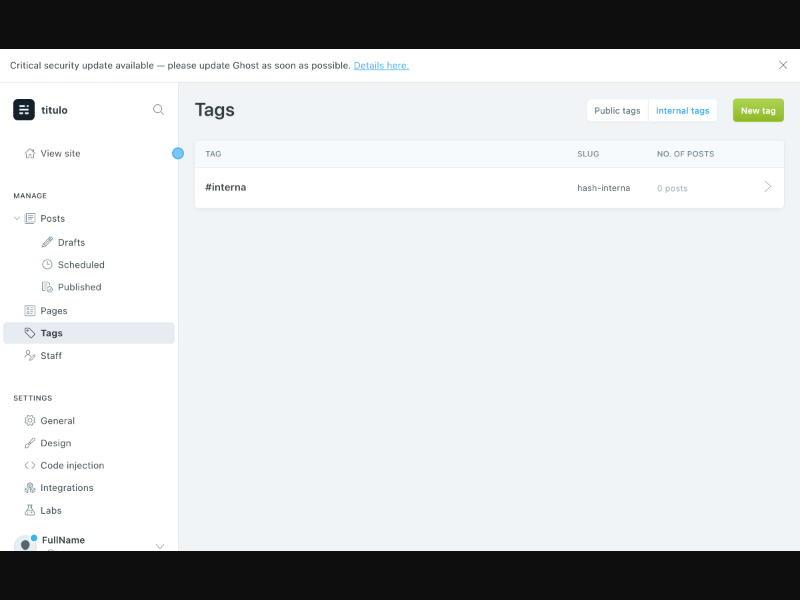 Critical security update available — please update Ghost as soon as possible. Details here.
titulo
Tags
Public tags
Internal tags
New tag
View site
TAG
SLUG
NO. OF POSTS
#interna
hash-interna
0 posts
MANAGE
Posts
Drafts
Scheduled
Published
Pages
Tags
Staff
SETTINGS
General
Design
Code injection
Integrations
Labs
FullName